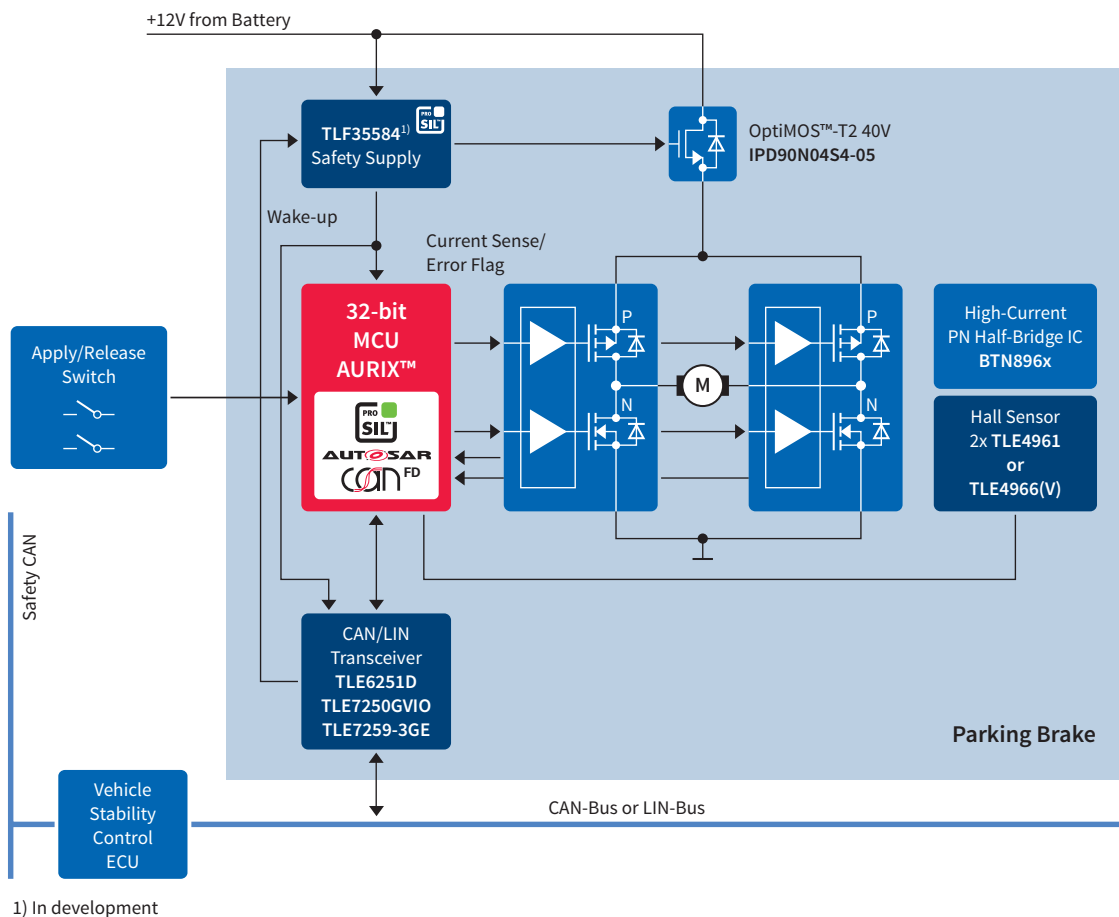 +12V from Battery
PRO
SIL
TLF35584¹⁾
Safety Supply
OptiMOS™-T2 40V
IPD90N04S4-05
Wake-up
Current Sense/
Error Flag
Apply/Release
Switch
32-bit
MCU
AURIX™
PRO
SIL
AUTOSAR
CAN FD
P
N
M
P
N
High-Current
PN Half-Bridge IC
BTN896x
Hall Sensor
2x TLE4961
or
TLE4966(V)
Safety CAN
CAN/LIN
Transceiver
TLE6251D
TLE7250GVIO
TLE7259-3GE
Parking Brake
Vehicle
Stability
Control
ECU
CAN-Bus or LIN-Bus
1) In development